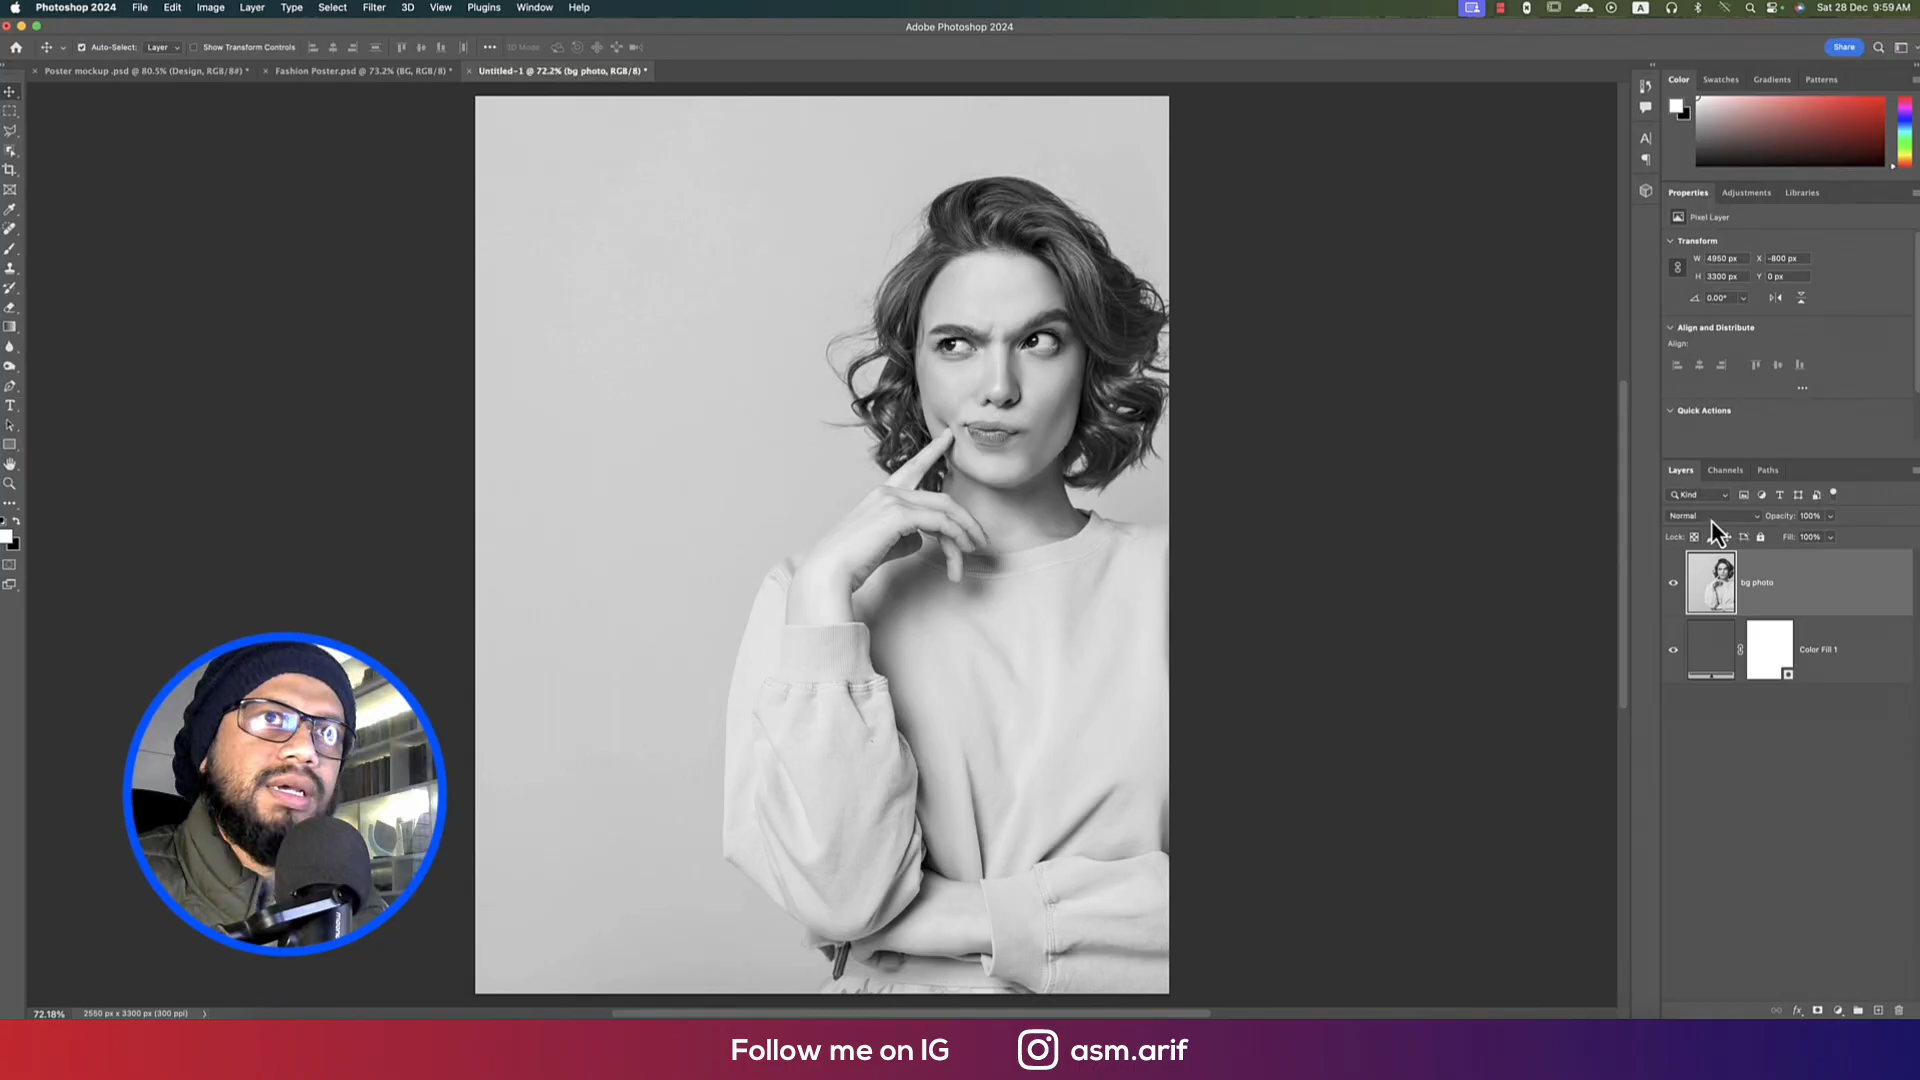 Photoshop 2024 File Edit Image Layer Type Select Filter 3D View Plugins Window Help
A Sat 28 Dec 9:59 AM
Adobe Photoshop 2024
Auto-Select: Layer Show Transform Controls ••• 3D Mode Share
× Poster mockup .psd @ 80.5% (Design, RGB/8#) * × Fashion Poster.psd @ 73.2% (BG, RGB/8) * × Untitled-1 @ 72.2% (bg photo, RGB/8) *
Color Swatches Gradients Patterns
Properties Adjustments Libraries
Pixel Layer
Transform
W 4950 px X -800 px
H 3300 px Y 0 px
0.00°
Align and Distribute
Align:
•••
Quick Actions
Layers Channels Paths
Kind
Normal Opacity: 100%
Lock: Fill: 100%
bg photo
Color Fill 1
72.18% 2550 px x 3300 px (300 ppi)
Follow me on IG asm.arif